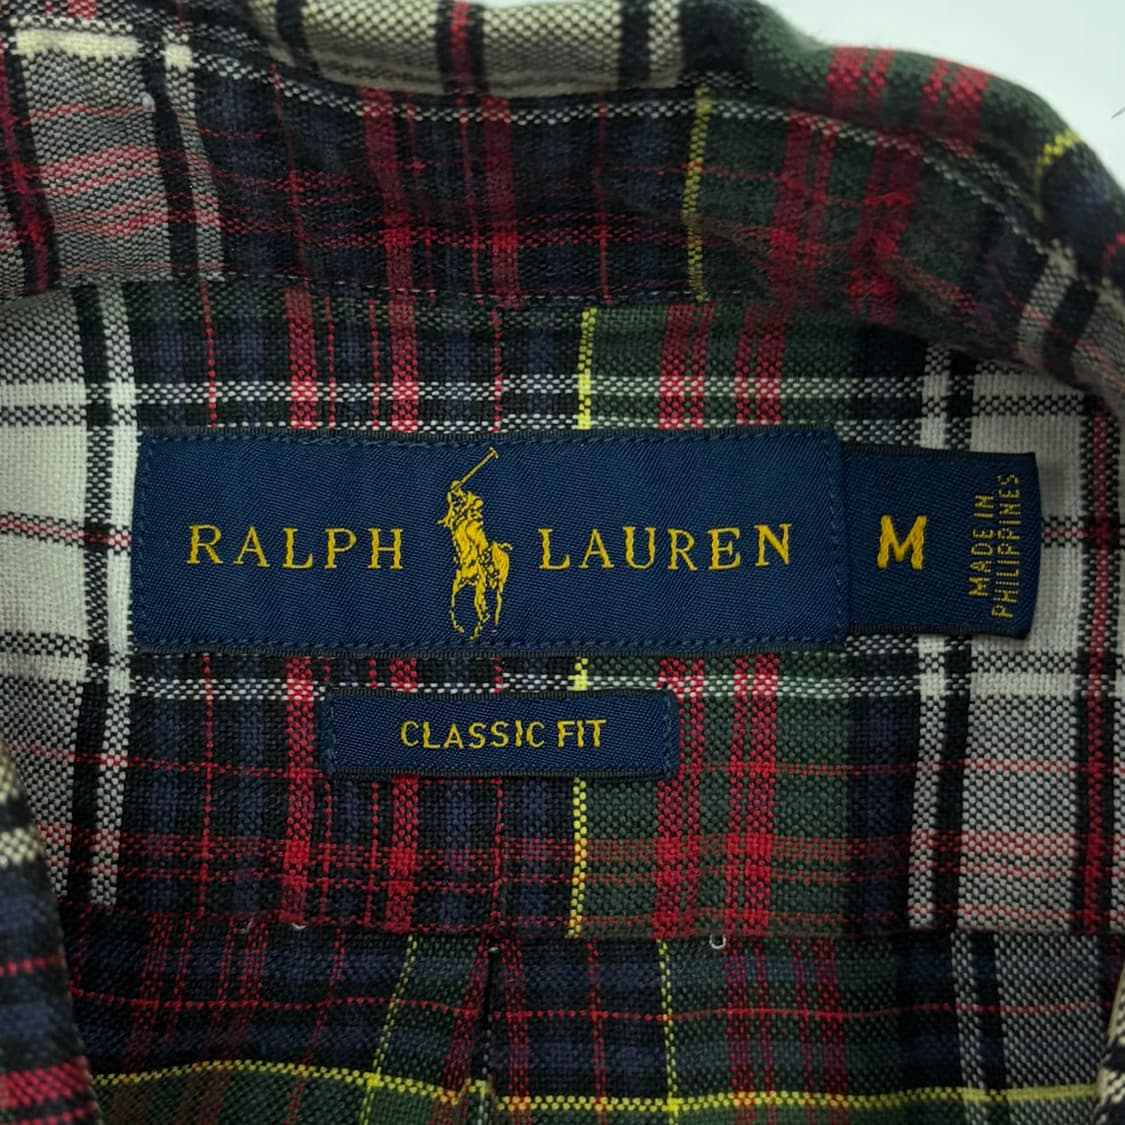 RALPH LAUREN
M
MADE IN
PHILIPPINES
CLASSIC FIT